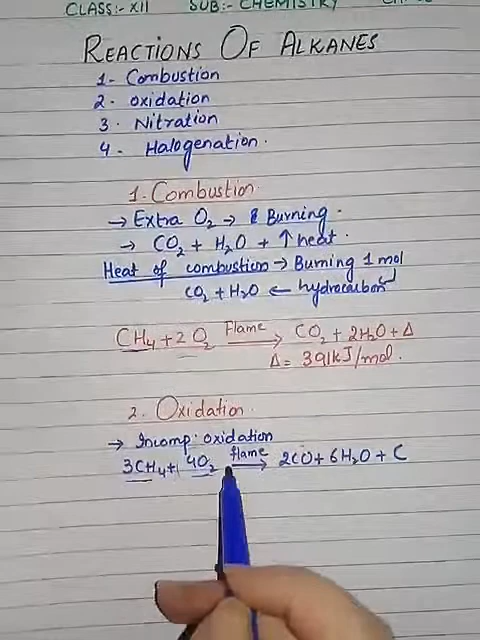 CLASS:- XII SUB:- CHEMISTRY
REACTIONS OF ALKANES
1- Combustion
2. oxidation
3. Nitration
4. Halogenation.
1. Combustion.
→ Extra O₂ → Burning.
→ CO₂ + H₂O + ↑ heat.
Heat of combustion → Burning 1 mol
CO₂ + H₂O ← hydrocarbon
CH₄ + 2O₂ Flame → CO₂ + 2H₂O + Δ
Δ = 391kJ/mol.
2. Oxidation.
→ Incomp: oxidation
3CH₄ + 4O₂ flame → 2CO + 6H₂O + C